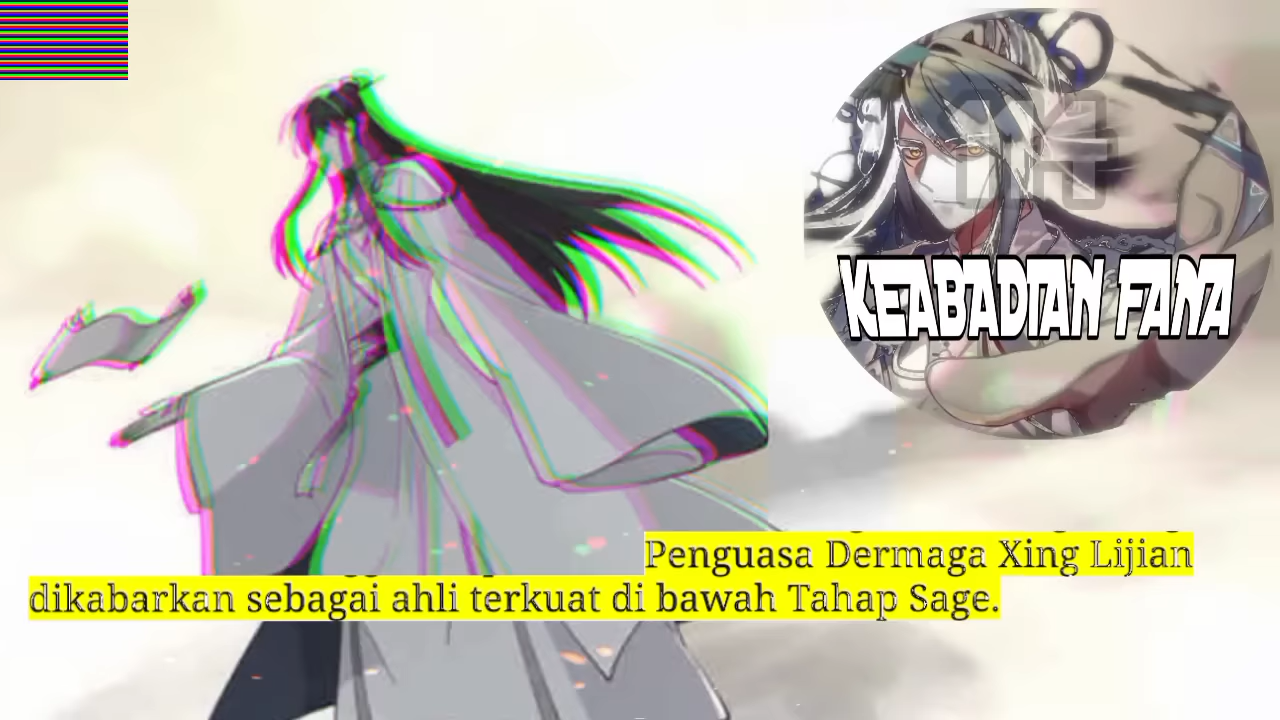 KEABADIAN FANA
Penguasa Dermaga Xing Lijian
dikabarkan sebagai ahli terkuat di bawah Tahap Sage.